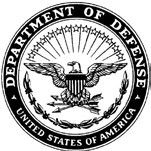 DEPARTMENT OF DEFENSE
UNITED STATES OF AMERICA